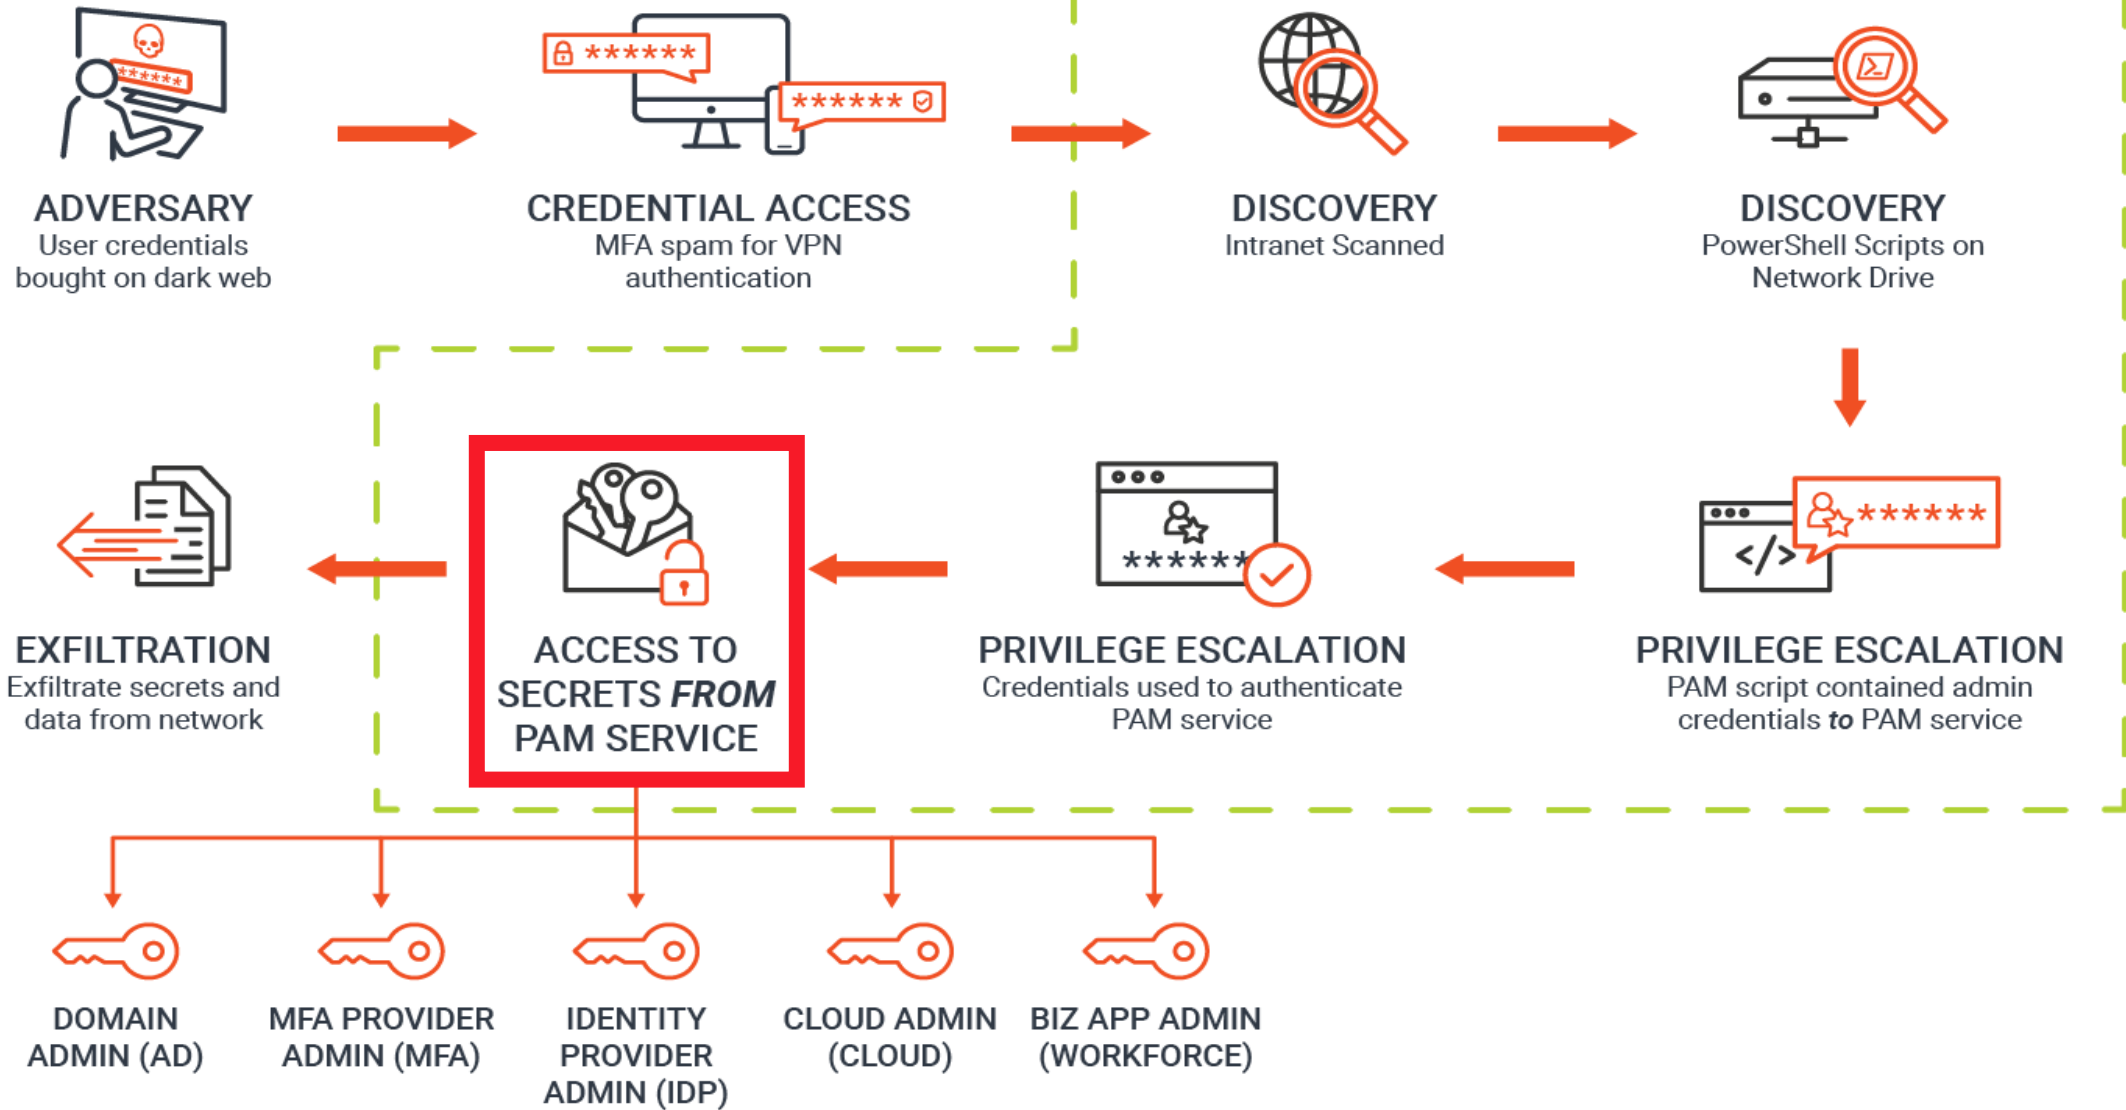 ******
******
******
ADVERSARY
User credentials
bought on dark web
CREDENTIAL ACCESS
MFA spam for VPN
authentication
DISCOVERY
Intranet Scanned
>_
DISCOVERY
PowerShell Scripts on
Network Drive
</>
******
PRIVILEGE ESCALATION
PAM script contained admin
credentials to PAM service
******
PRIVILEGE ESCALATION
Credentials used to authenticate
PAM service
ACCESS TO
SECRETS FROM
PAM SERVICE
EXFILTRATION
Exfiltrate secrets and
data from network
DOMAIN
ADMIN (AD)
MFA PROVIDER
ADMIN (MFA)
IDENTITY
PROVIDER
ADMIN (IDP)
CLOUD ADMIN
(CLOUD)
BIZ APP ADMIN
(WORKFORCE)